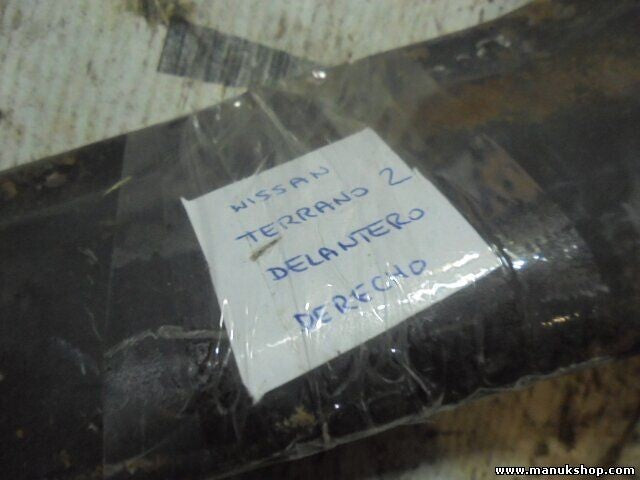 NISSAN
TERRANO 2
DELANTERO
DERECHO
www.manukshop.com